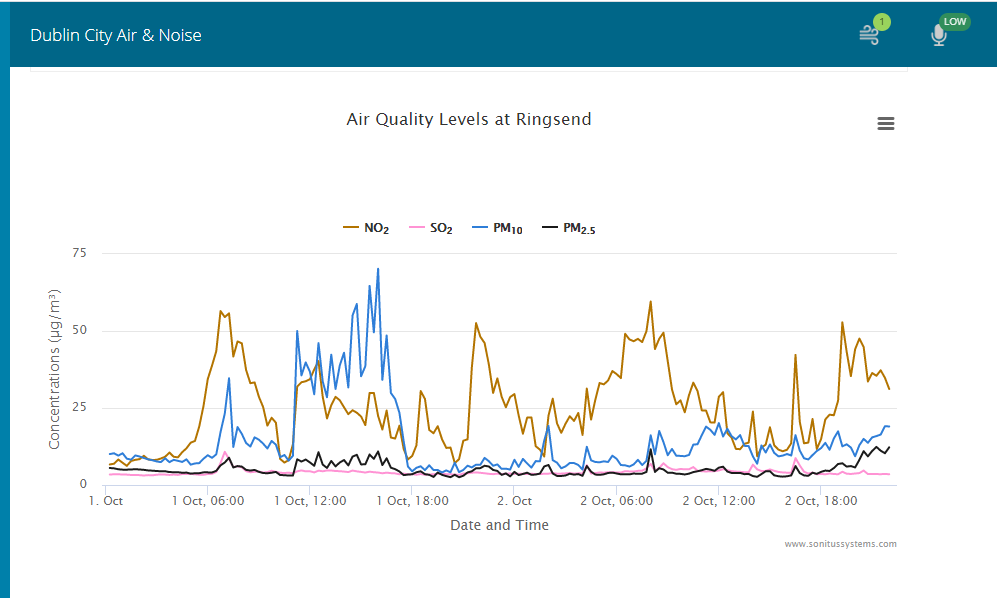 Dublin City Air & Noise
1
LOW
Air Quality Levels at Ringsend
NO₂ SO₂ PM₁₀ PM₂.₅
75
50
25
0
Concentrations (µg/m³)
1. Oct 1 Oct, 06:00 1 Oct, 12:00 1 Oct, 18:00 2. Oct 2 Oct, 06:00 2 Oct, 12:00 2 Oct, 18:00
Date and Time
www.sonitussystems.com